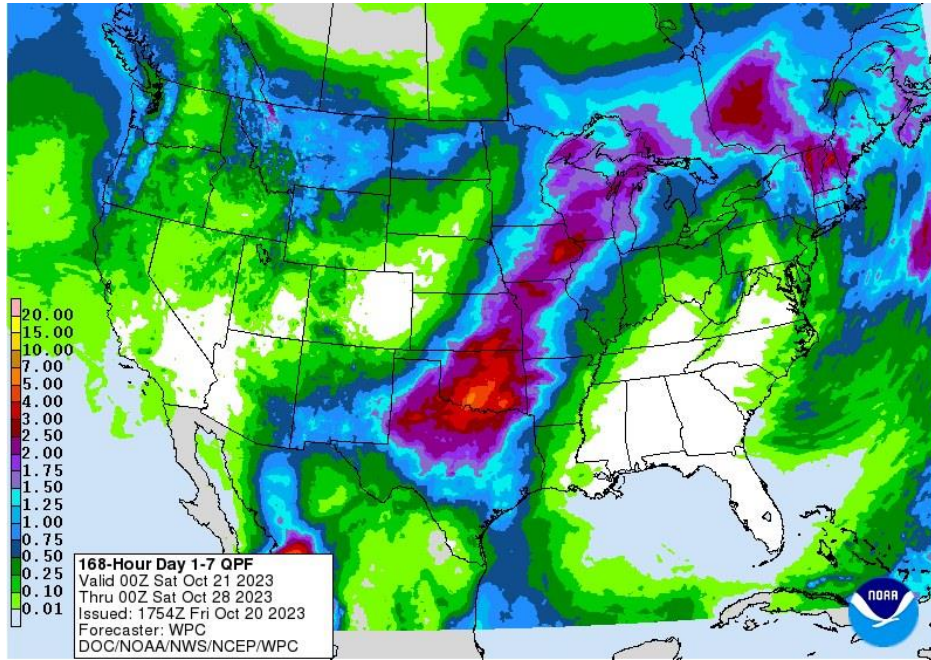 20.00
15.00
10.00
7.00
5.00
4.00
3.00
2.50
2.00
1.75
1.50
1.25
1.00
0.75
0.50
0.25
0.10
0.01
168-Hour Day 1-7 QPF
Valid 00Z Sat Oct 21 2023
Thru 00Z Sat Oct 28 2023
Issued: 1754Z Fri Oct 20 2023
Forecaster: WPC
DOC/NOAA/NWS/NCEP/WPC
NOAA